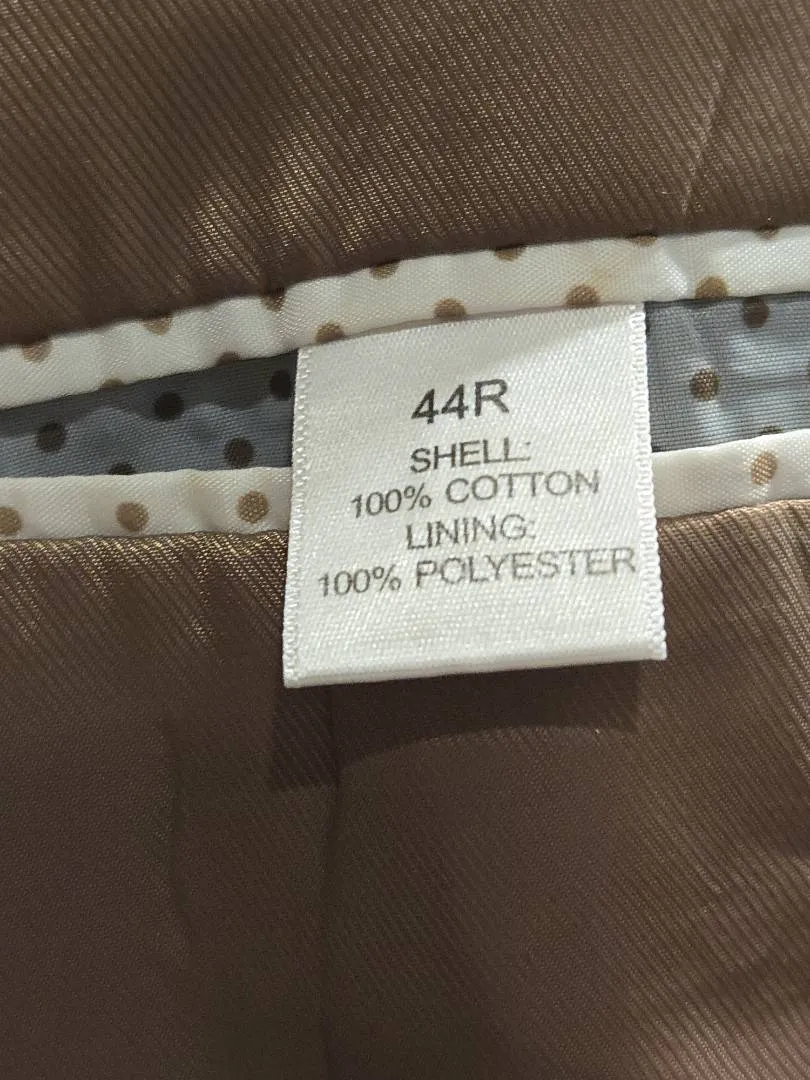 44R
SHELL:
100% COTTON
LINING:
100% POLYESTER